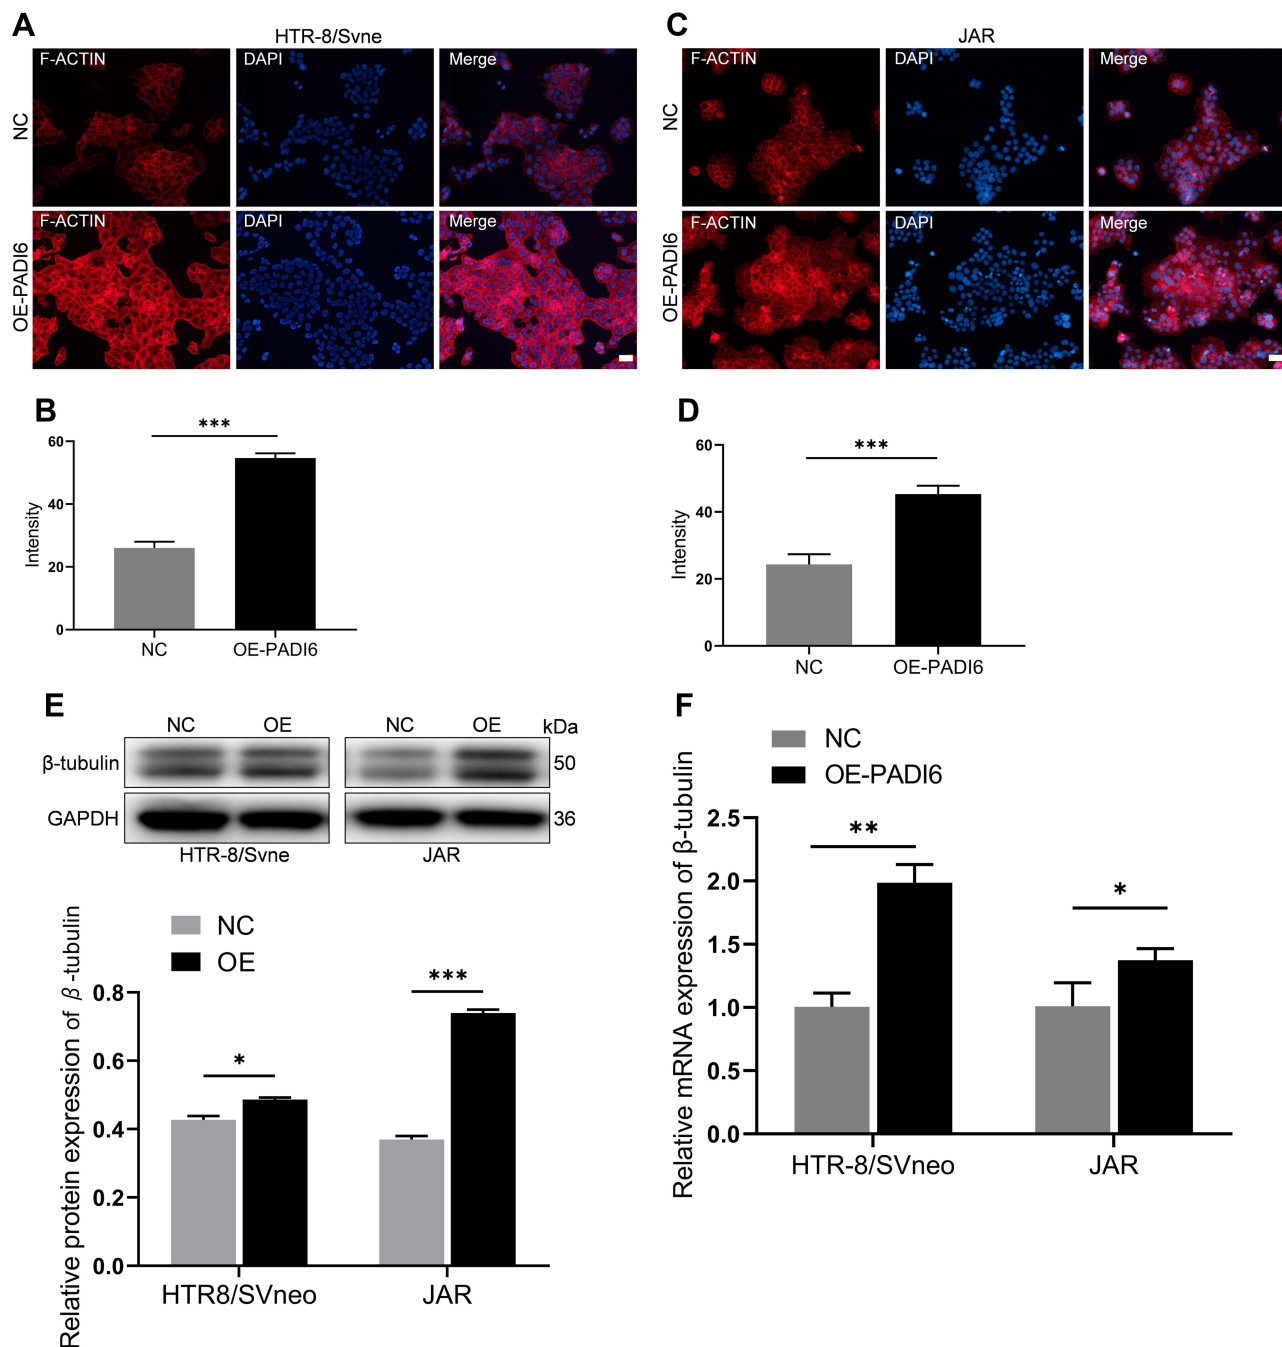 A
HTR-8/Svne
F-ACTIN
DAPI
Merge
NC
F-ACTIN
DAPI
Merge
OE-PADI6
C
JAR
F-ACTIN
DAPI
Merge
NC
F-ACTIN
DAPI
Merge
OE-PADI6
B
***
60
40
20
0
Intensity
NC
OE-PADI6
D
***
60
40
20
0
Intensity
NC
OE-PADI6
E
NC
OE
NC
OE
kDa
β-tubulin
50
GAPDH
36
HTR-8/Svne
JAR
NC
OE
Relative protein expression of β-tubulin
0.8
0.6
0.4
0.2
0.0
*
***
HTR8/SVneo
JAR
F
NC
OE-PADI6
Relative mRNA expression of β-tubulin
2.5
2.0
1.5
1.0
0.5
0.0
**
*
HTR-8/SVneo
JAR